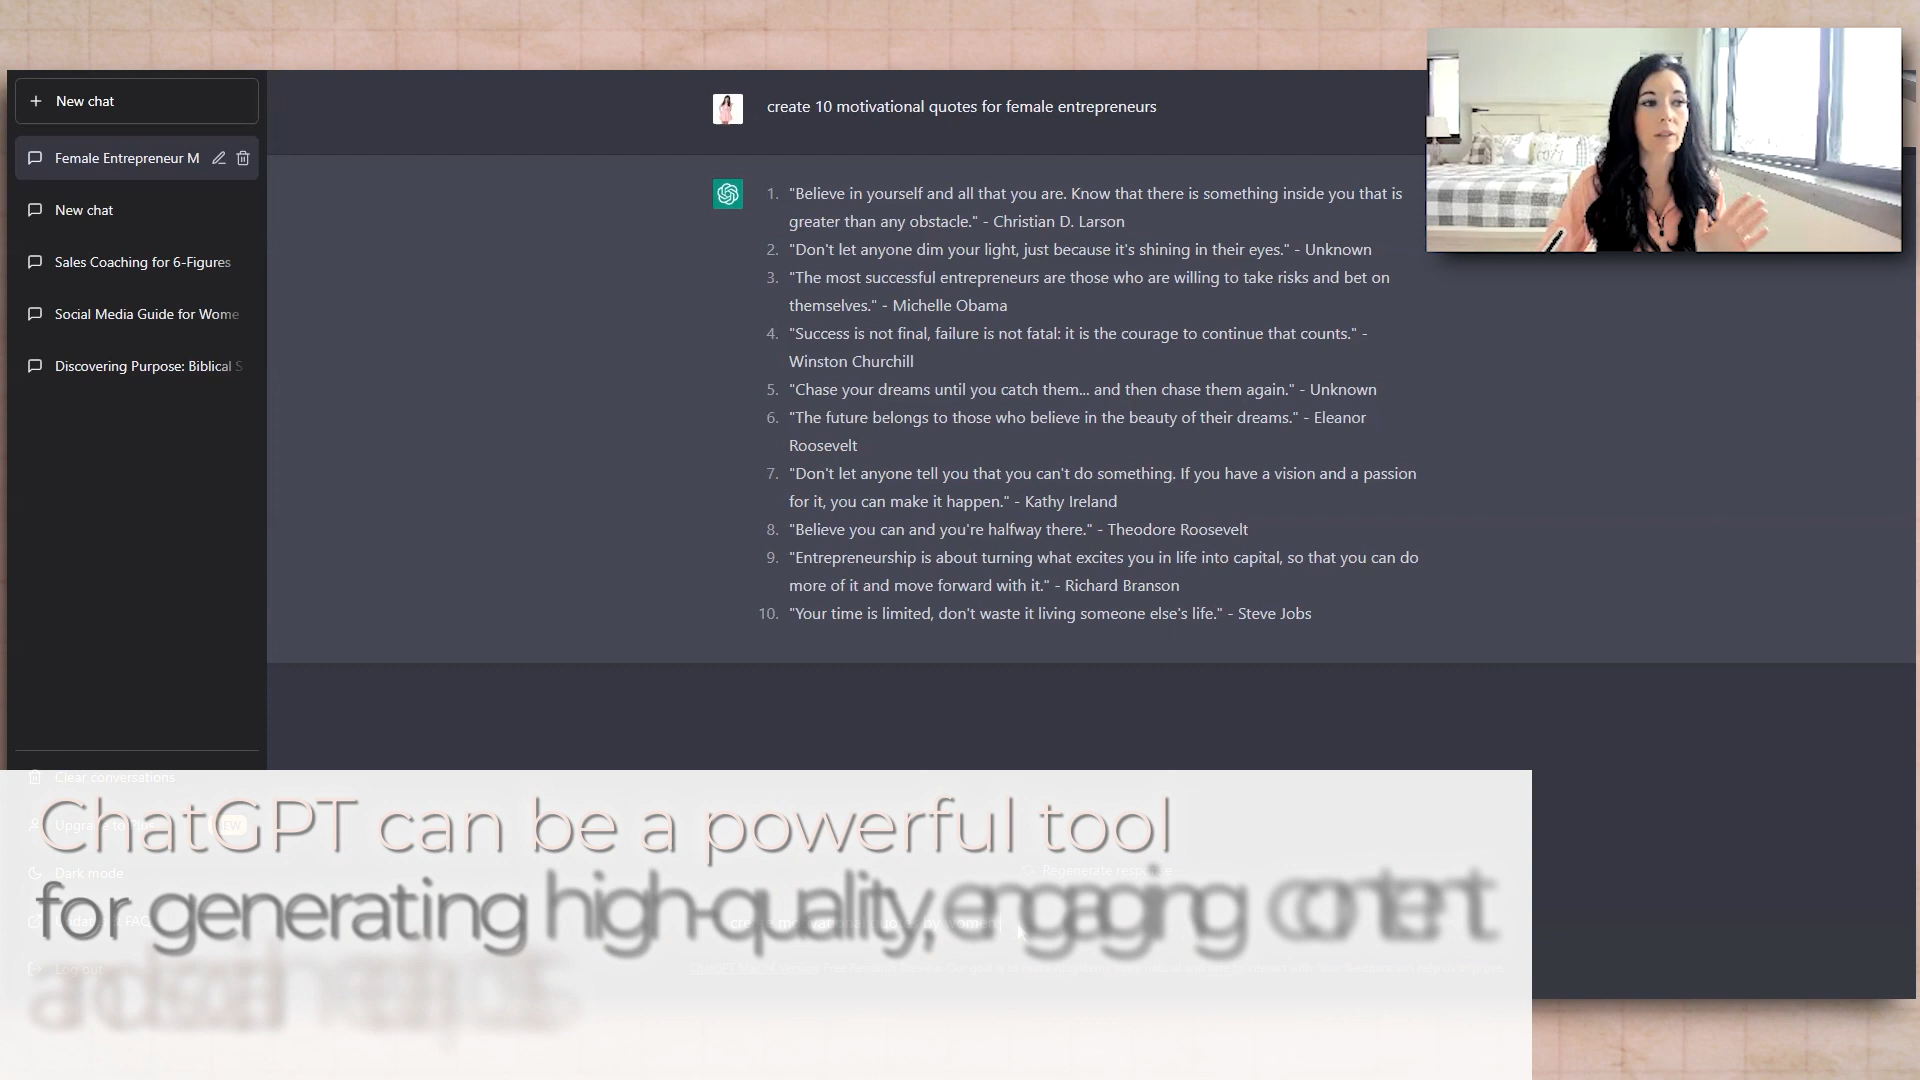 New chat
Female Entrepreneur M
New chat
Sales Coaching for 6-Figures
Social Media Guide for Wome
Discovering Purpose: Biblical S
create 10 motivational quotes for female entrepreneurs
1. "Believe in yourself and all that you are. Know that there is something inside you that is
greater than any obstacle." - Christian D. Larson
2. "Don't let anyone dim your light, just because it's shining in their eyes." - Unknown
3. "The most successful entrepreneurs are those who are willing to take risks and bet on
themselves." - Michelle Obama
4. "Success is not final, failure is not fatal: it is the courage to continue that counts." -
Winston Churchill
5. "Chase your dreams until you catch them... and then chase them again." - Unknown
6. "The future belongs to those who believe in the beauty of their dreams." - Eleanor
Roosevelt
7. "Don't let anyone tell you that you can't do something. If you have a vision and a passion
for it, you can make it happen." - Kathy Ireland
8. "Believe you can and you're halfway there." - Theodore Roosevelt
9. "Entrepreneurship is about turning what excites you in life into capital, so that you can do
more of it and move forward with it." - Richard Branson
10. "Your time is limited, don't waste it living someone else's life." - Steve Jobs
Clear conversations
Dark mode
Log out
Regenerate response
ChatGPT can be a powerful tool
for generating high-quality, engaging content